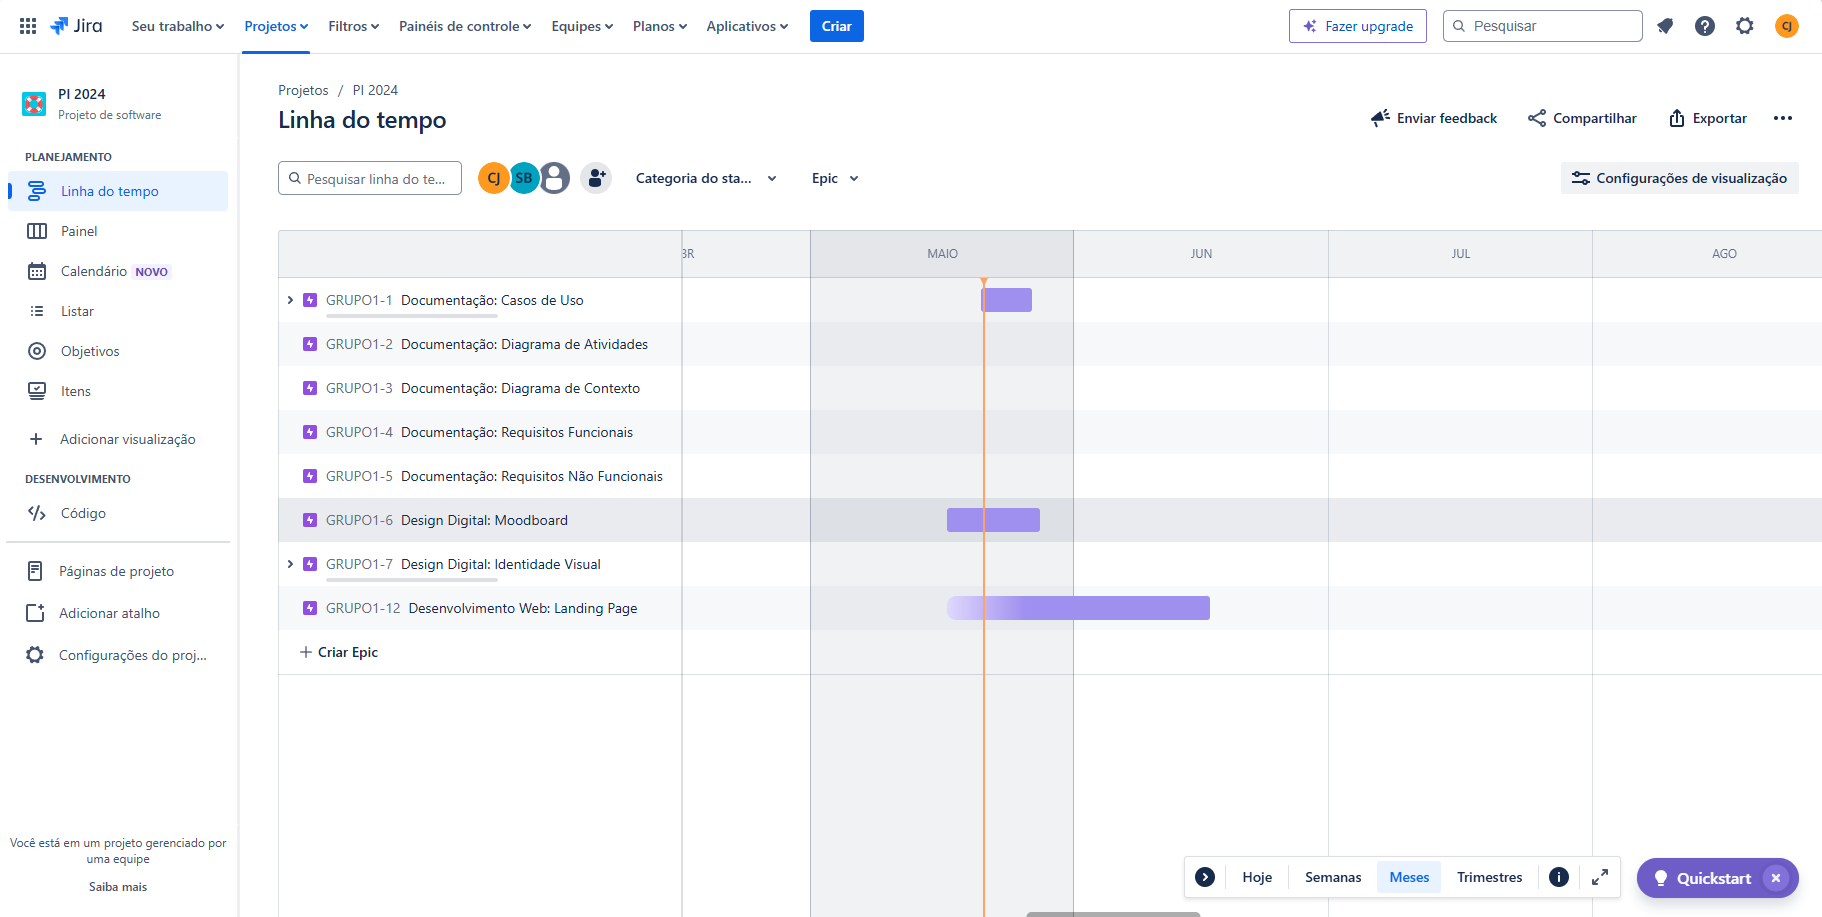 Jira
Seu trabalho
Projetos
Filtros
Painéis de controle
Equipes
Planos
Aplicativos
Criar
Fazer upgrade
Pesquisar
CJ
PI 2024
Projeto de software
PLANEJAMENTO
Linha do tempo
Painel
Calendário NOVO
Listar
Objetivos
Itens
Adicionar visualização
DESENVOLVIMENTO
Código
Páginas de projeto
Adicionar atalho
Configurações do proj...
Você está em um projeto gerenciado por
uma equipe
Saiba mais
Projetos / PI 2024
Linha do tempo
Enviar feedback
Compartilhar
Exportar
Pesquisar linha do te...
CJ
SB
Categoria do sta...
Epic
Configurações de visualização
BR
MAIO
JUN
JUL
AGO
GRUPO1-1 Documentação: Casos de Uso
GRUPO1-2 Documentação: Diagrama de Atividades
GRUPO1-3 Documentação: Diagrama de Contexto
GRUPO1-4 Documentação: Requisitos Funcionais
GRUPO1-5 Documentação: Requisitos Não Funcionais
GRUPO1-6 Design Digital: Moodboard
GRUPO1-7 Design Digital: Identidade Visual
GRUPO1-12 Desenvolvimento Web: Landing Page
Criar Epic
Hoje
Semanas
Meses
Trimestres
Quickstart